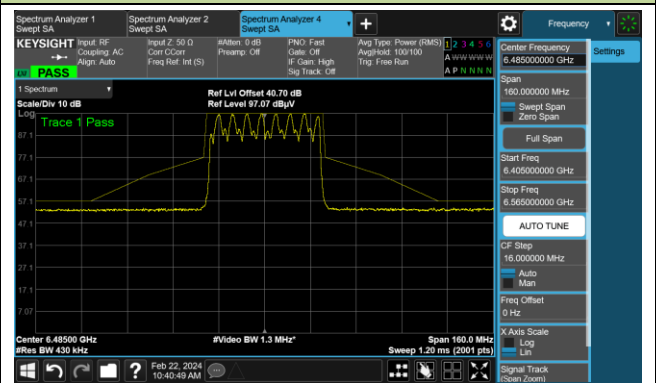 Spectrum Analyzer 1
Swept SA
Spectrum Analyzer 2
Swept SA
Spectrum Analyzer 4
Swept SA
Frequency
KEYSIGHT
PASS
Input: RF
Coupling: AC
Align: Auto
Input Z: 50 Ω
Corr CCorr
Freq Ref: Int (S)
#Atten: 0 dB
Preamp: Off
PNO: Fast
Gate: Off
IF Gain: High
Sig Track: Off
Avg Type: Power (RMS)
Avg|Hold: 100/100
Trig: Free Run
1 2 3 4 5 6
A W W W W W
A P N N N N
1 Spectrum
Scale/Div 10 dB
Log
Ref Lvl Offset 40.70 dB
Ref Level 97.07 dBµV
Trace 1 Pass
87.1
77.1
67.1
57.1
47.1
37.1
27.1
17.1
7.07
Center 6.48500 GHz
#Res BW 430 kHz
#Video BW 1.3 MHz*
Span 160.0 MHz
Sweep 1.20 ms (2001 pts)
Feb 22, 2024
10:40:49 AM
?
Center Frequency
6.485000000 GHz
Settings
Span
160.000000 MHz
Swept Span
Zero Span
Full Span
Start Freq
6.405000000 GHz
Stop Freq
6.565000000 GHz
AUTO TUNE
CF Step
16.000000 MHz
Auto
Man
Freq Offset
0 Hz
X Axis Scale
Log
Lin
Signal Track
(Span Zoom)